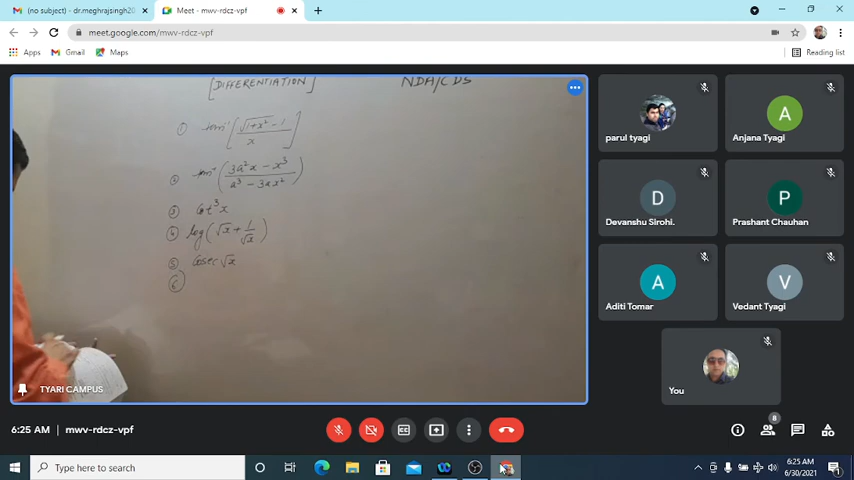 (no subject) - dr.meghrajsingh20
Meet - mwv-rdcz-vpf
meet.google.com/mwv-rdcz-vpf
Apps
Gmail
Maps
Reading list
[DIFFERENTIATION]
NDA/CDS
① tan⁻¹ [ (√(1+x²) - 1) / x ]
② tan⁻¹ ( (3a²x - x³) / (a³ - 3ax²) )
③ Cot³x
④ log(√x + 1/√x)
⑤ Cosec √x
⑥
TYARI CAMPUS
parul tyagi
A
Anjana Tyagi
D
Devanshu Sirohi.
P
Prashant Chauhan
A
Aditi Tomar
V
Vedant Tyagi
You
6:25 AM | mwv-rdcz-vpf
8
Type here to search
6:25 AM
6/30/2021
1